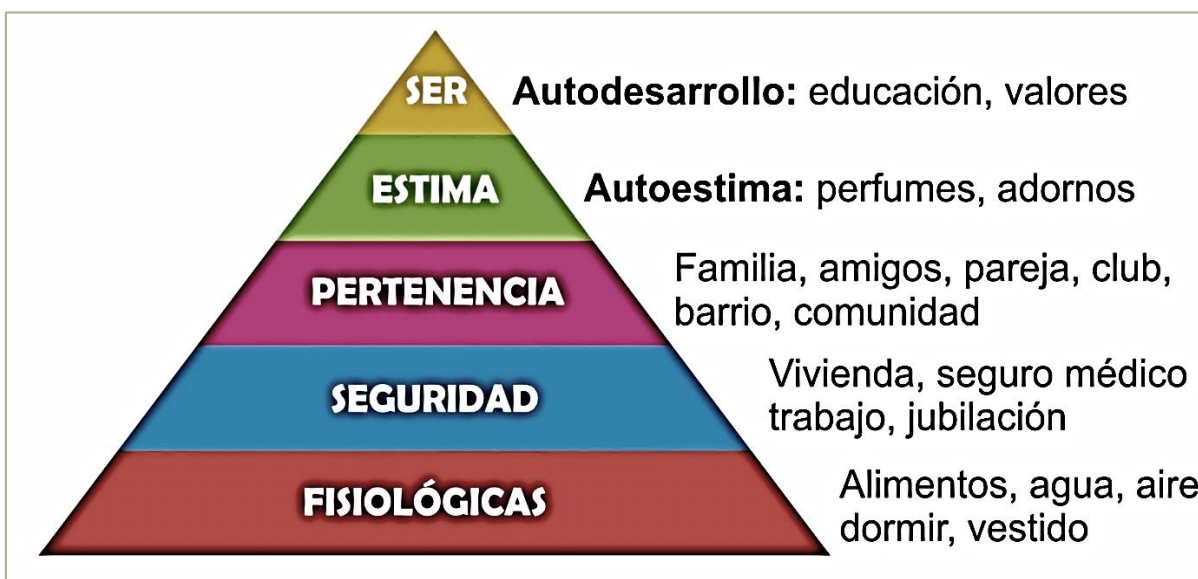 SER
Autodesarrollo: educación, valores
ESTIMA
Autoestima: perfumes, adornos
PERTENENCIA
Familia, amigos, pareja, club,
barrio, comunidad
SEGURIDAD
Vivienda, seguro médico
trabajo, jubilación
FISIOLÓGICAS
Alimentos, agua, aire
dormir, vestido